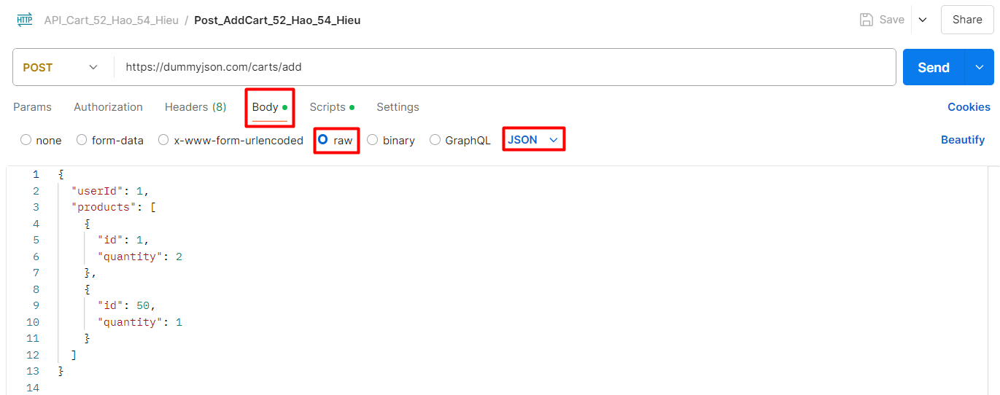 HTTP API_Cart_52_Hao_54_Hieu / Post_AddCart_52_Hao_54_Hieu Save Share
POST https://dummyjson.com/carts/add Send
Params Authorization Headers (8) Body Scripts Settings Cookies
none form-data x-www-form-urlencoded raw binary GraphQL JSON Beautify
1 {
2 "userId": 1,
3 "products": [
4 {
5 "id": 1,
6 "quantity": 2
7 },
8 {
9 "id": 50,
10 "quantity": 1
11 }
12 ]
13 }
14